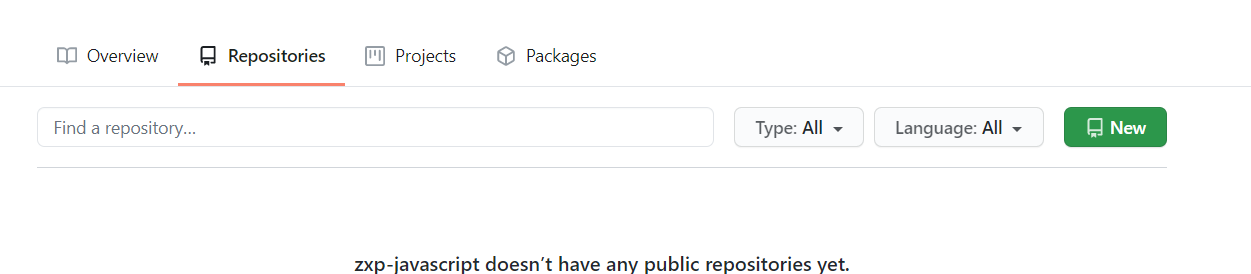 Overview Repositories Projects Packages
Find a repository... Type: All Language: All New
zxp-javascript doesn’t have any public repositories yet.